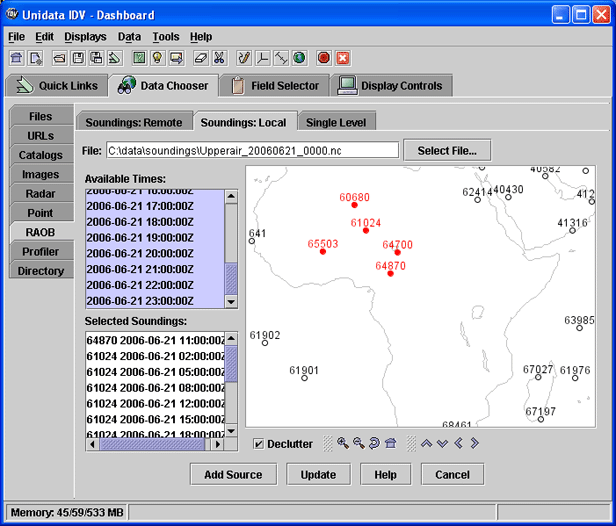 Unidata IDV - Dashboard
File Edit Displays Data Tools Help
Quick Links Data Chooser Field Selector Display Controls
Files
URLs
Catalogs
Images
Radar
Point
RAOB
Profiler
Directory
Soundings: Remote Soundings: Local Single Level
File: C:\data\soundings\Upperair_20060621_0000.nc Select File...
Available Times:
2006-06-21 16:00:00Z
2006-06-21 17:00:00Z
2006-06-21 18:00:00Z
2006-06-21 19:00:00Z
2006-06-21 20:00:00Z
2006-06-21 21:00:00Z
2006-06-21 22:00:00Z
2006-06-21 23:00:00Z
Selected Soundings:
64870 2006-06-21 11:00:00Z
61024 2006-06-21 02:00:00Z
61024 2006-06-21 05:00:00Z
61024 2006-06-21 08:00:00Z
61024 2006-06-21 12:00:00Z
61024 2006-06-21 15:00:00Z
61024 2006-06-21 18:00:00Z
40582
60680 62414 40430 412
61024 41316
641 65503 64700
64870
63985
61902
61901 67027 61976
67197
68461
Declutter
Add Source Update Help Cancel
Memory: 45/59/533 MB